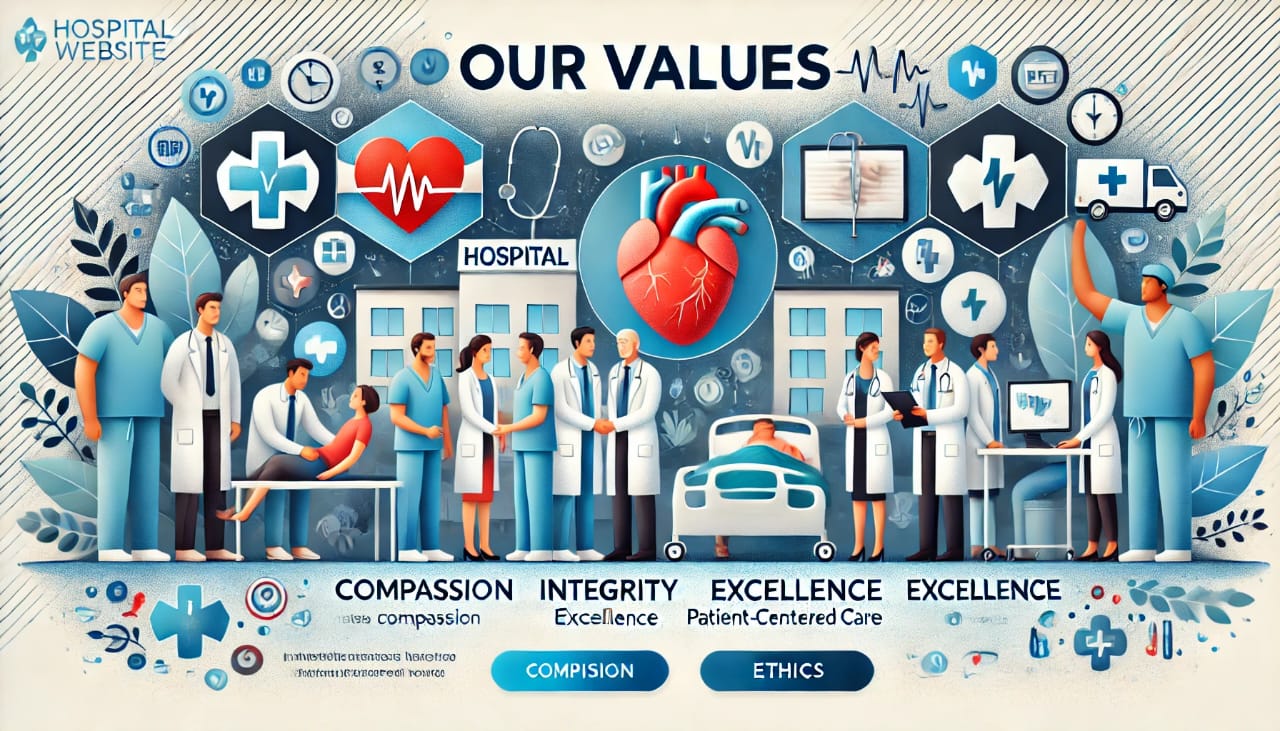 HOSPITAL
WEBSITE
OUR VALUES
HOSPITAL
COMPASSION INTEGRITY EXCELLENCE EXCELLENCE
compassion Excellence Patient-Centered Care
COMPISION ETHICS